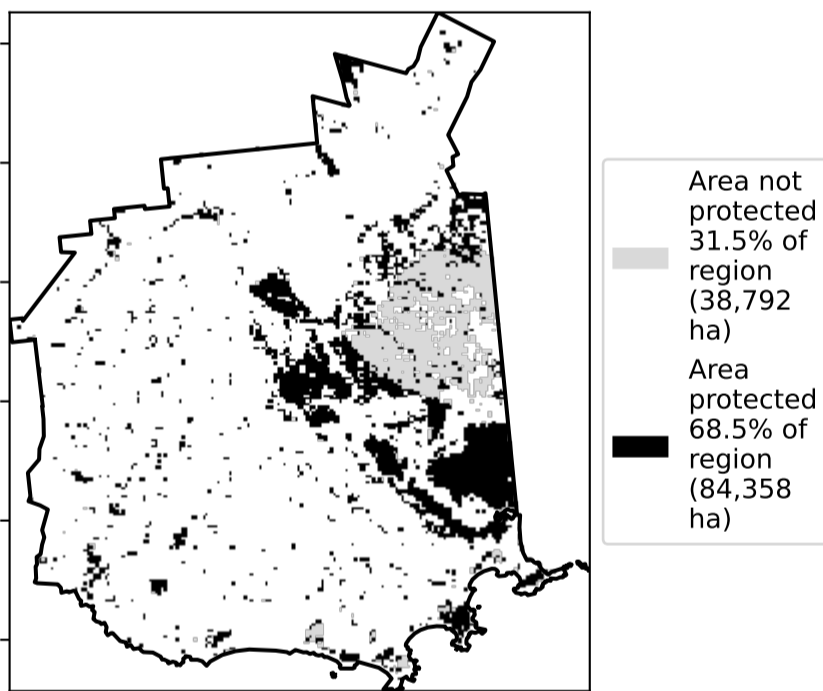 Area not
protected
31.5% of
region
(38,792
ha)
Area
protected
68.5% of
region
(84,358
ha)